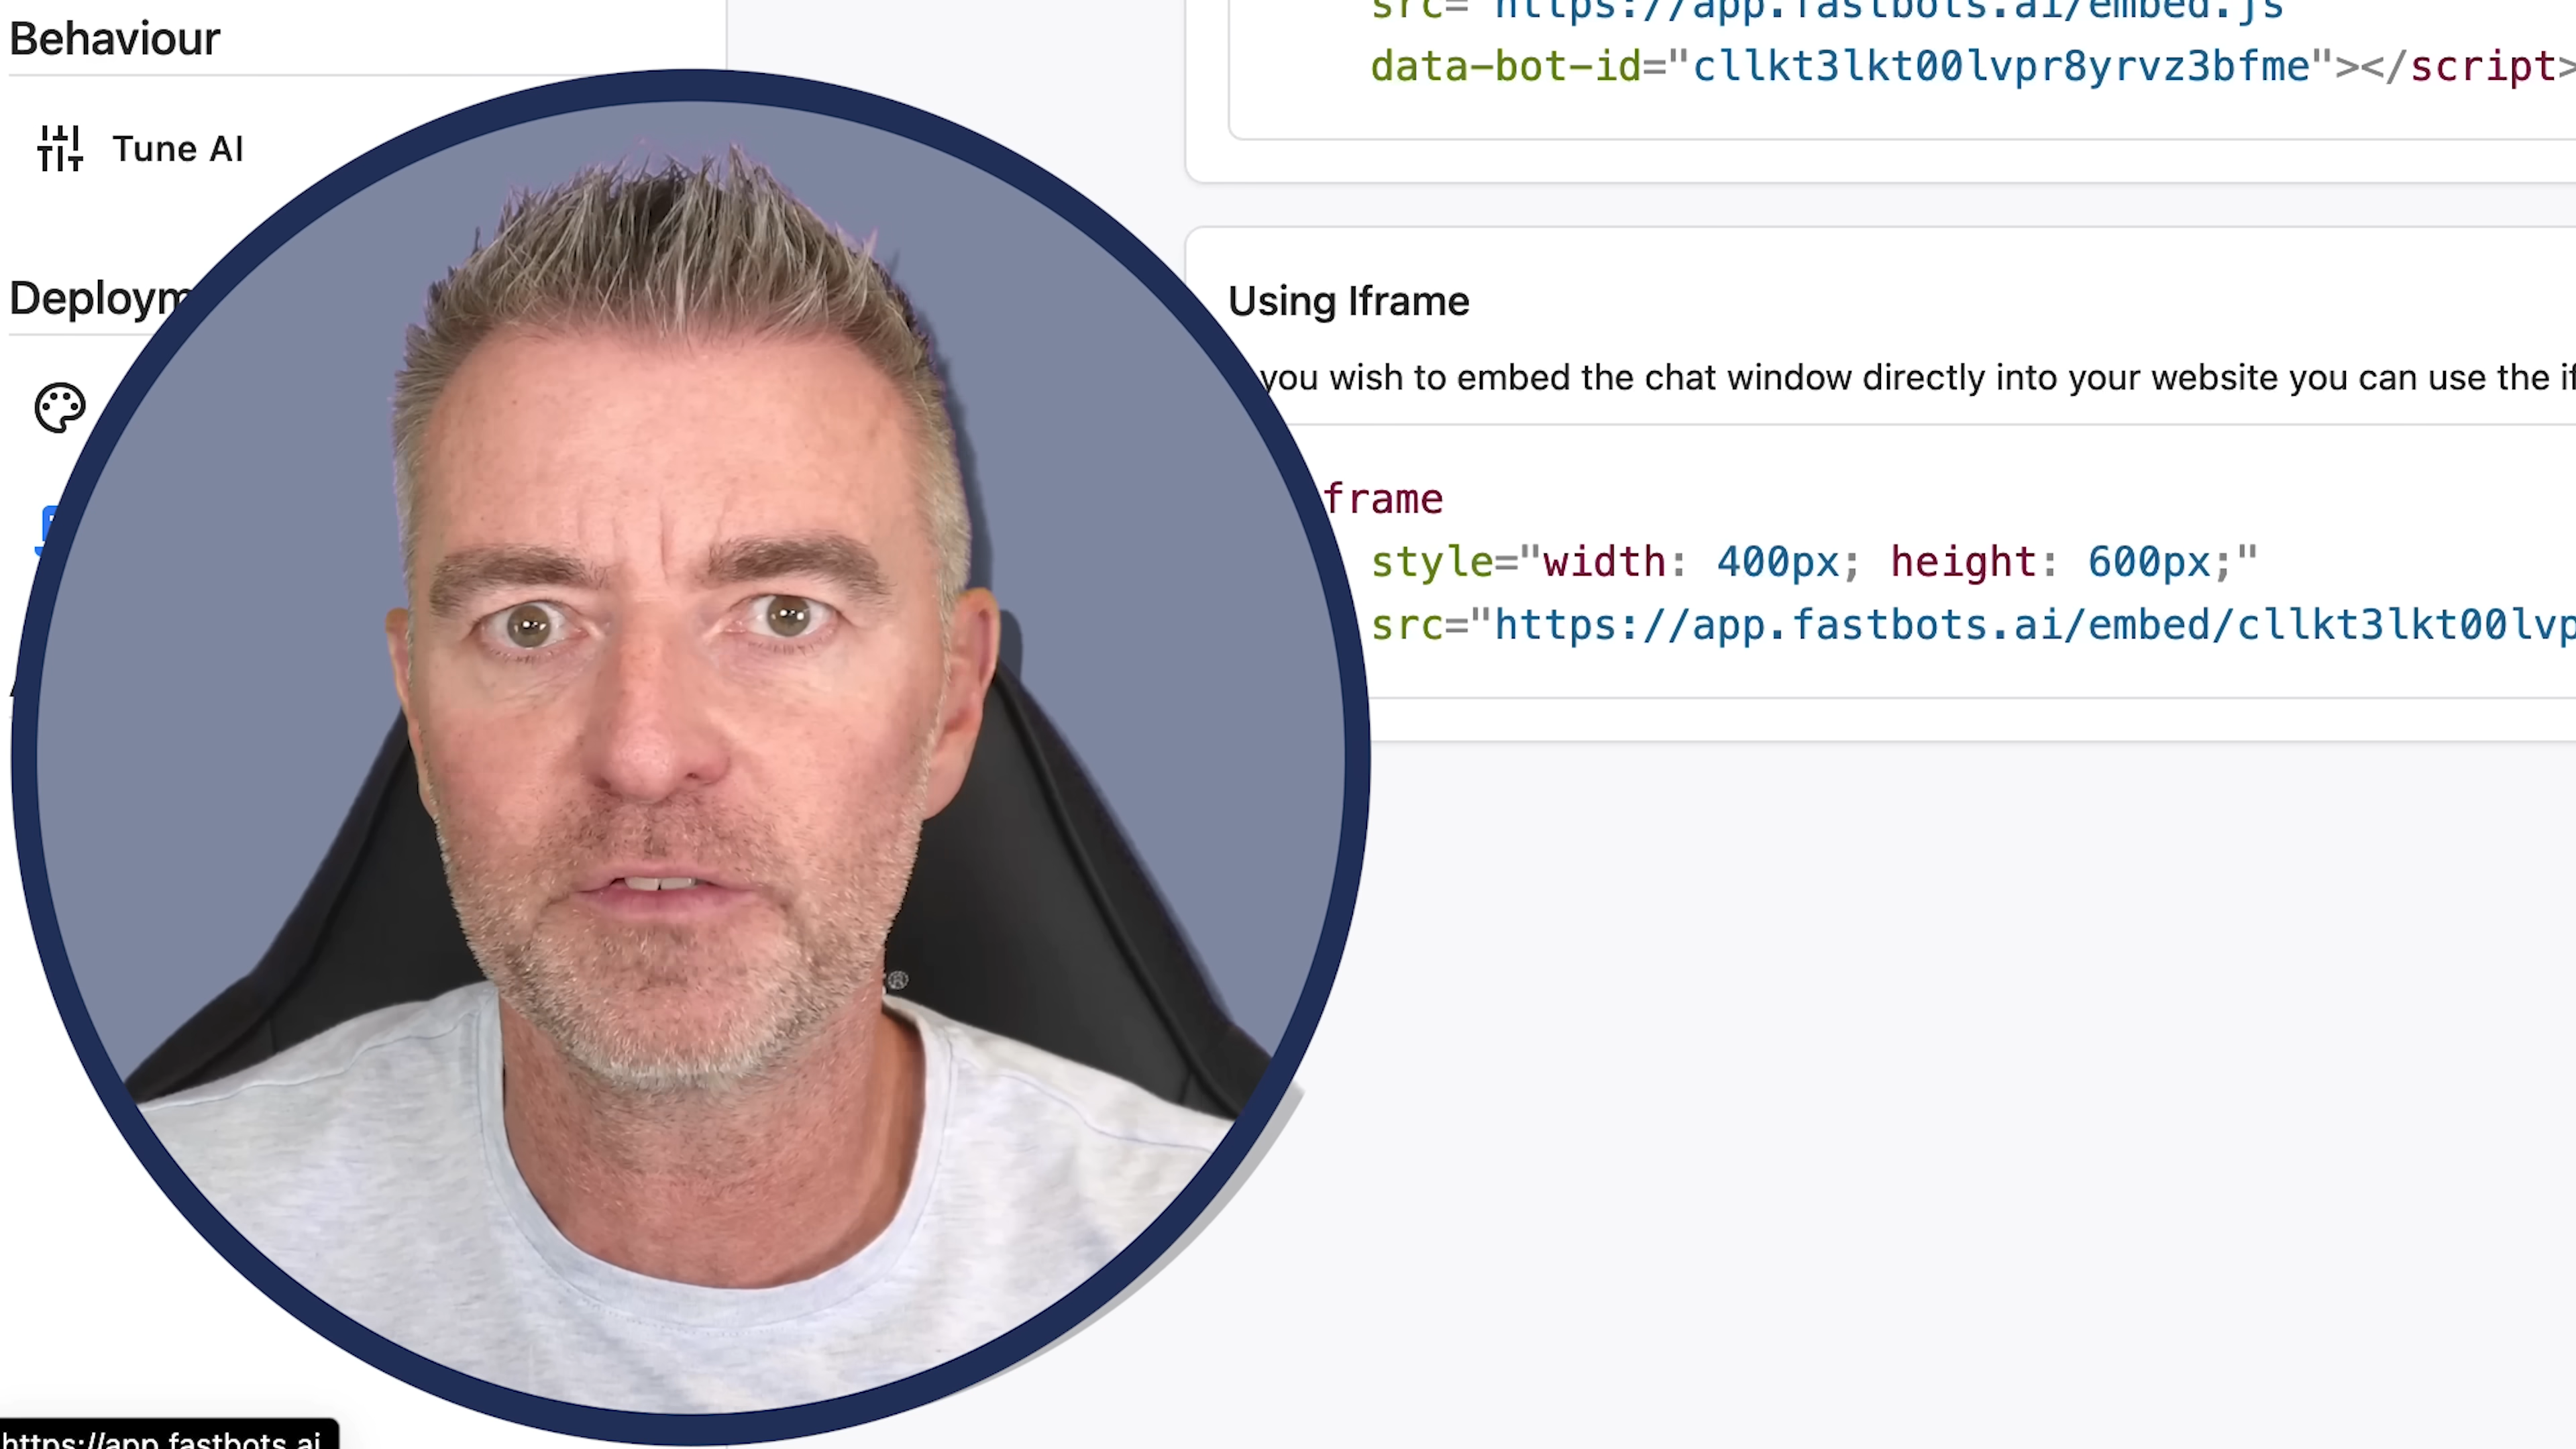 Behaviour
Tune AI
Deploym
src="https://app.fastbots.ai/embed.js
data-bot-id="cllkt3lkt00lvpr8yrvz3bfme"></script>
Using Iframe
you wish to embed the chat window directly into your website you can use the if
frame
style="width: 400px; height: 600px;"
src="https://app.fastbots.ai/embed/cllkt3lkt00lvp
®
https://app.fastbots.ai